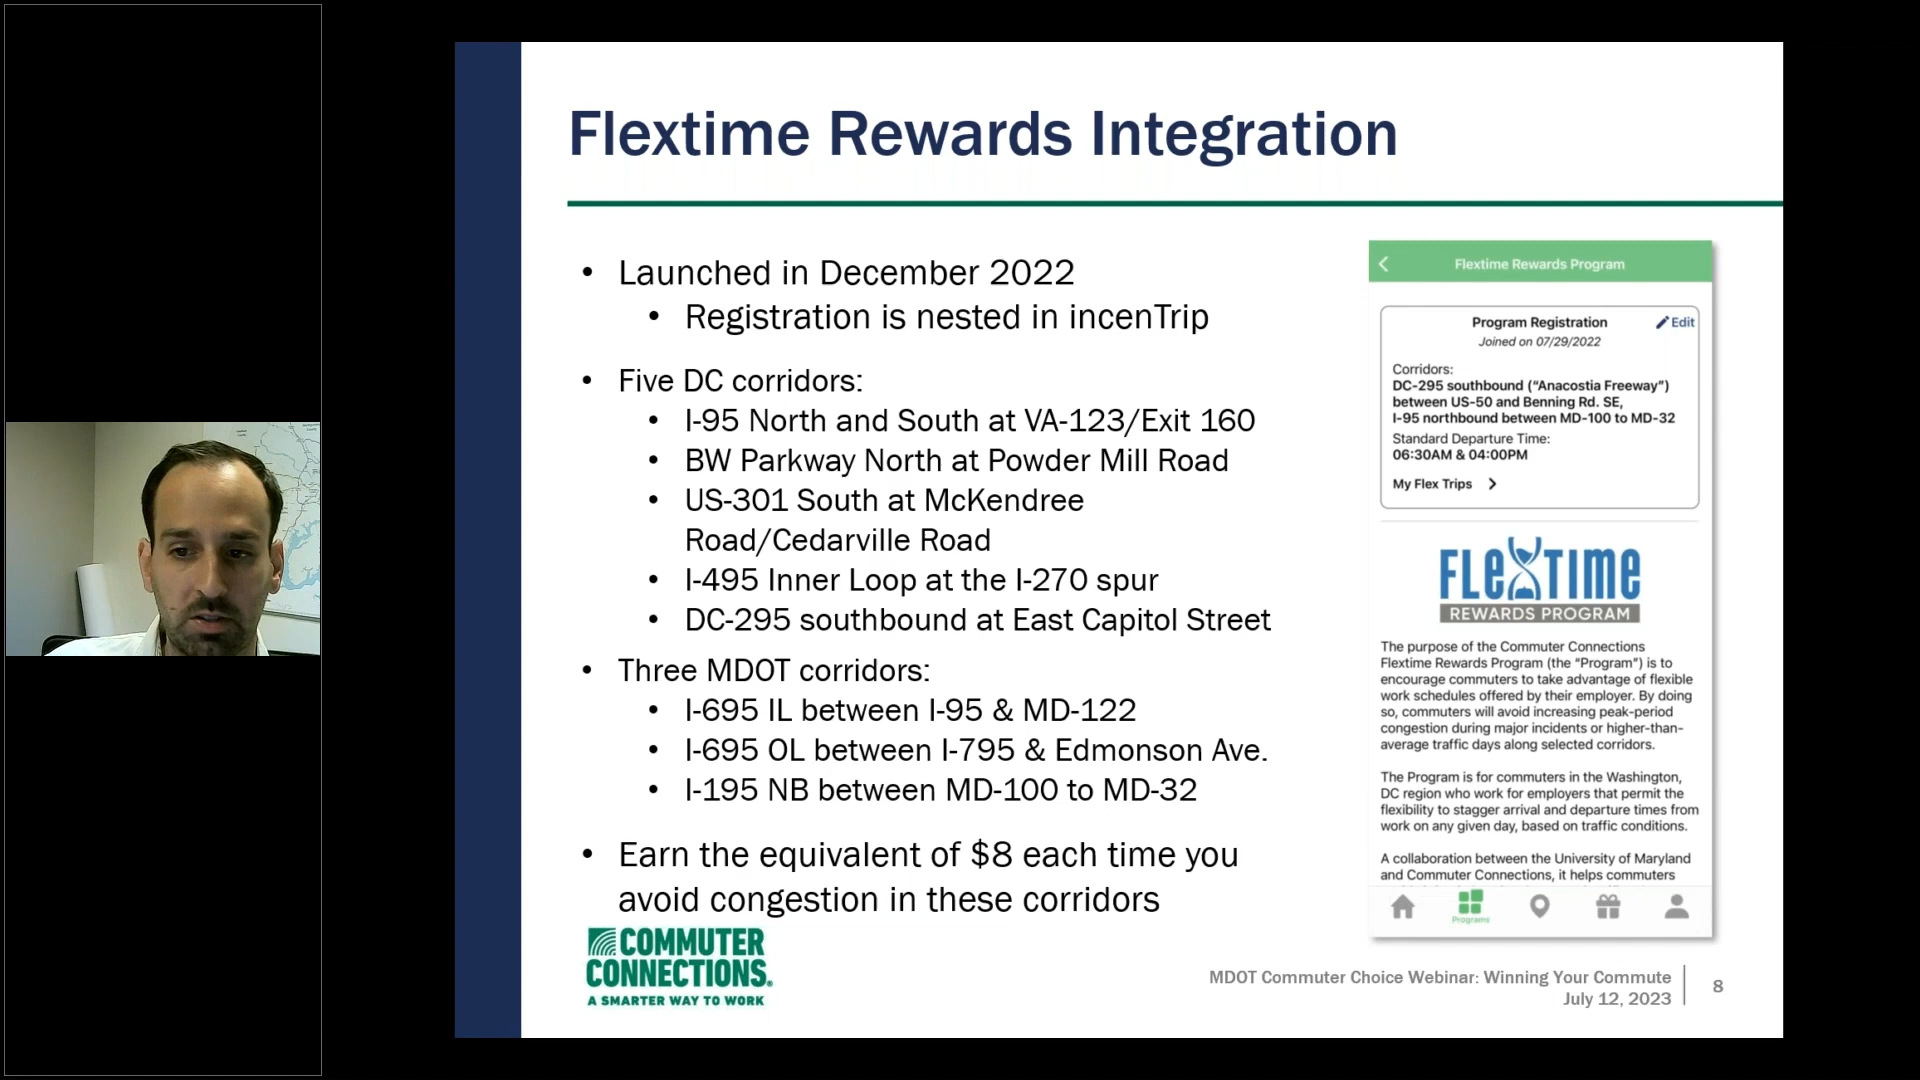 Flextime Rewards Integration
• Launched in December 2022
• Registration is nested in incenTrip
• Five DC corridors:
• I-95 North and South at VA-123/Exit 160
• BW Parkway North at Powder Mill Road
• US-301 South at McKendree
Road/Cedarville Road
• I-495 Inner Loop at the I-270 spur
• DC-295 southbound at East Capitol Street
• Three MDOT corridors:
• I-695 IL between I-95 & MD-122
• I-695 OL between I-795 & Edmonson Ave.
• I-195 NB between MD-100 to MD-32
• Earn the equivalent of $8 each time you
avoid congestion in these corridors
Flextime Rewards Program
Program Registration
Edit
Joined on 07/29/2022
Corridors:
DC-295 southbound (“Anacostia Freeway”)
between US-50 and Benning Rd. SE,
I-95 northbound between MD-100 to MD-32
Standard Departure Time:
06:30AM & 04:00PM
My Flex Trips
FLEXTIME
REWARDS PROGRAM
The purpose of the Commuter Connections
Flextime Rewards Program (the “Program”) is to
encourage commuters to take advantage of flexible
work schedules offered by their employer. By doing
so, commuters will avoid increasing peak-period
congestion during major incidents or higher-than-
average traffic days along selected corridors.
The Program is for commuters in the Washington,
DC region who work for employers that permit the
flexibility to stagger arrival and departure times from
work on any given day, based on traffic conditions.
A collaboration between the University of Maryland
and Commuter Connections, it helps commuters
Programs
COMMUTER
CONNECTIONS®
A SMARTER WAY TO WORK
MDOT Commuter Choice Webinar: Winning Your Commute
July 12, 2023
8